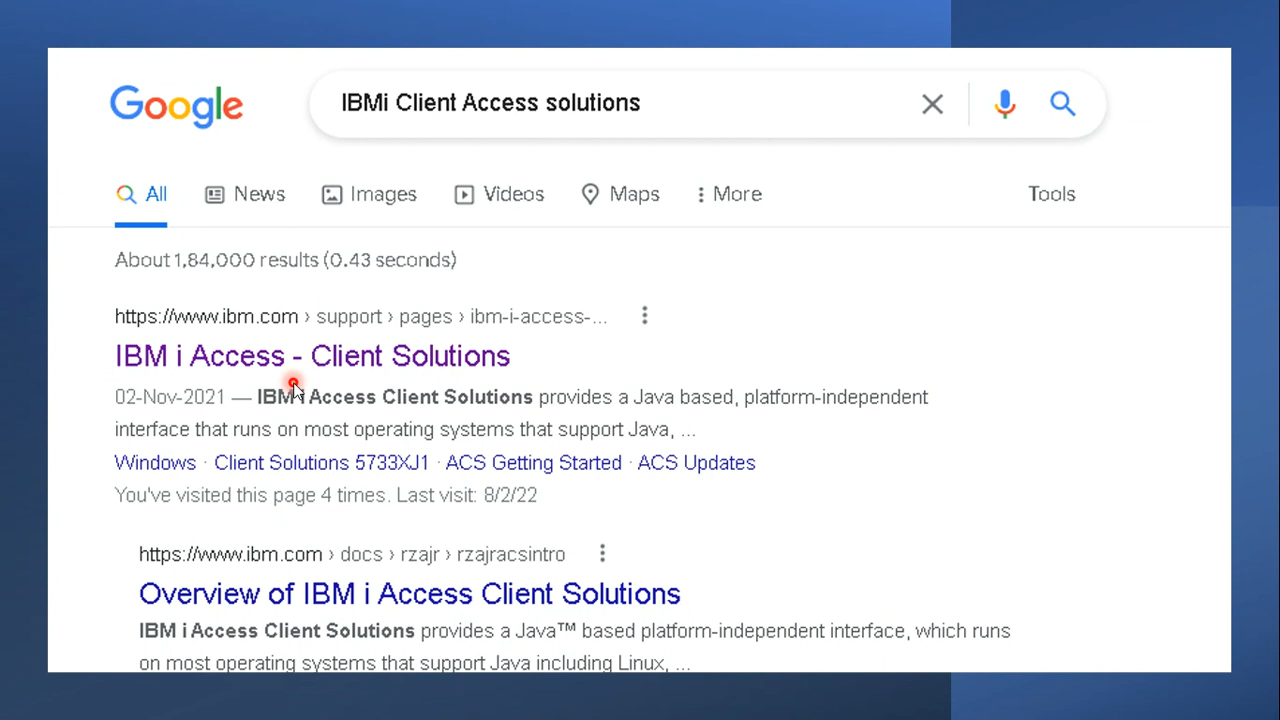 Google
IBMi Client Access solutions
All News Images Videos Maps More Tools
About 1,84,000 results (0.43 seconds)
https://www.ibm.com › support › pages › ibm-i-access-...
IBM i Access - Client Solutions
02-Nov-2021 — IBM i Access Client Solutions provides a Java based, platform-independent
interface that runs on most operating systems that support Java, ...
Windows · Client Solutions 5733XJ1 · ACS Getting Started · ACS Updates
You've visited this page 4 times. Last visit: 8/2/22
https://www.ibm.com › docs › rzajr › rzajracsintro
Overview of IBM i Access Client Solutions
IBM i Access Client Solutions provides a Java™ based platform-independent interface, which runs
on most operating systems that support Java including Linux, ...